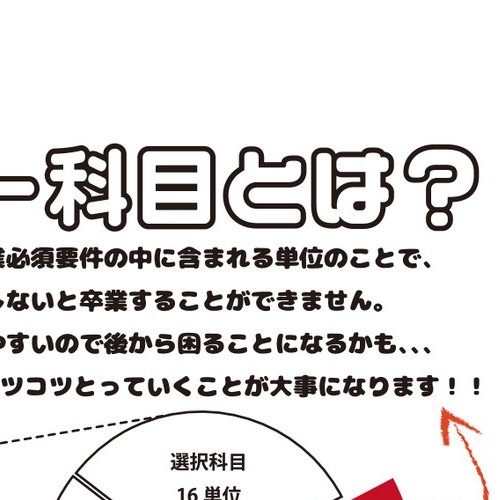 ー科目とは？
業必須要件の中に含まれる単位のことで、
しないと卒業することができません。
やすいので後から困ることになるかも、、、
ツコツとっていくことが大事になります！！
選択科目
16 単位